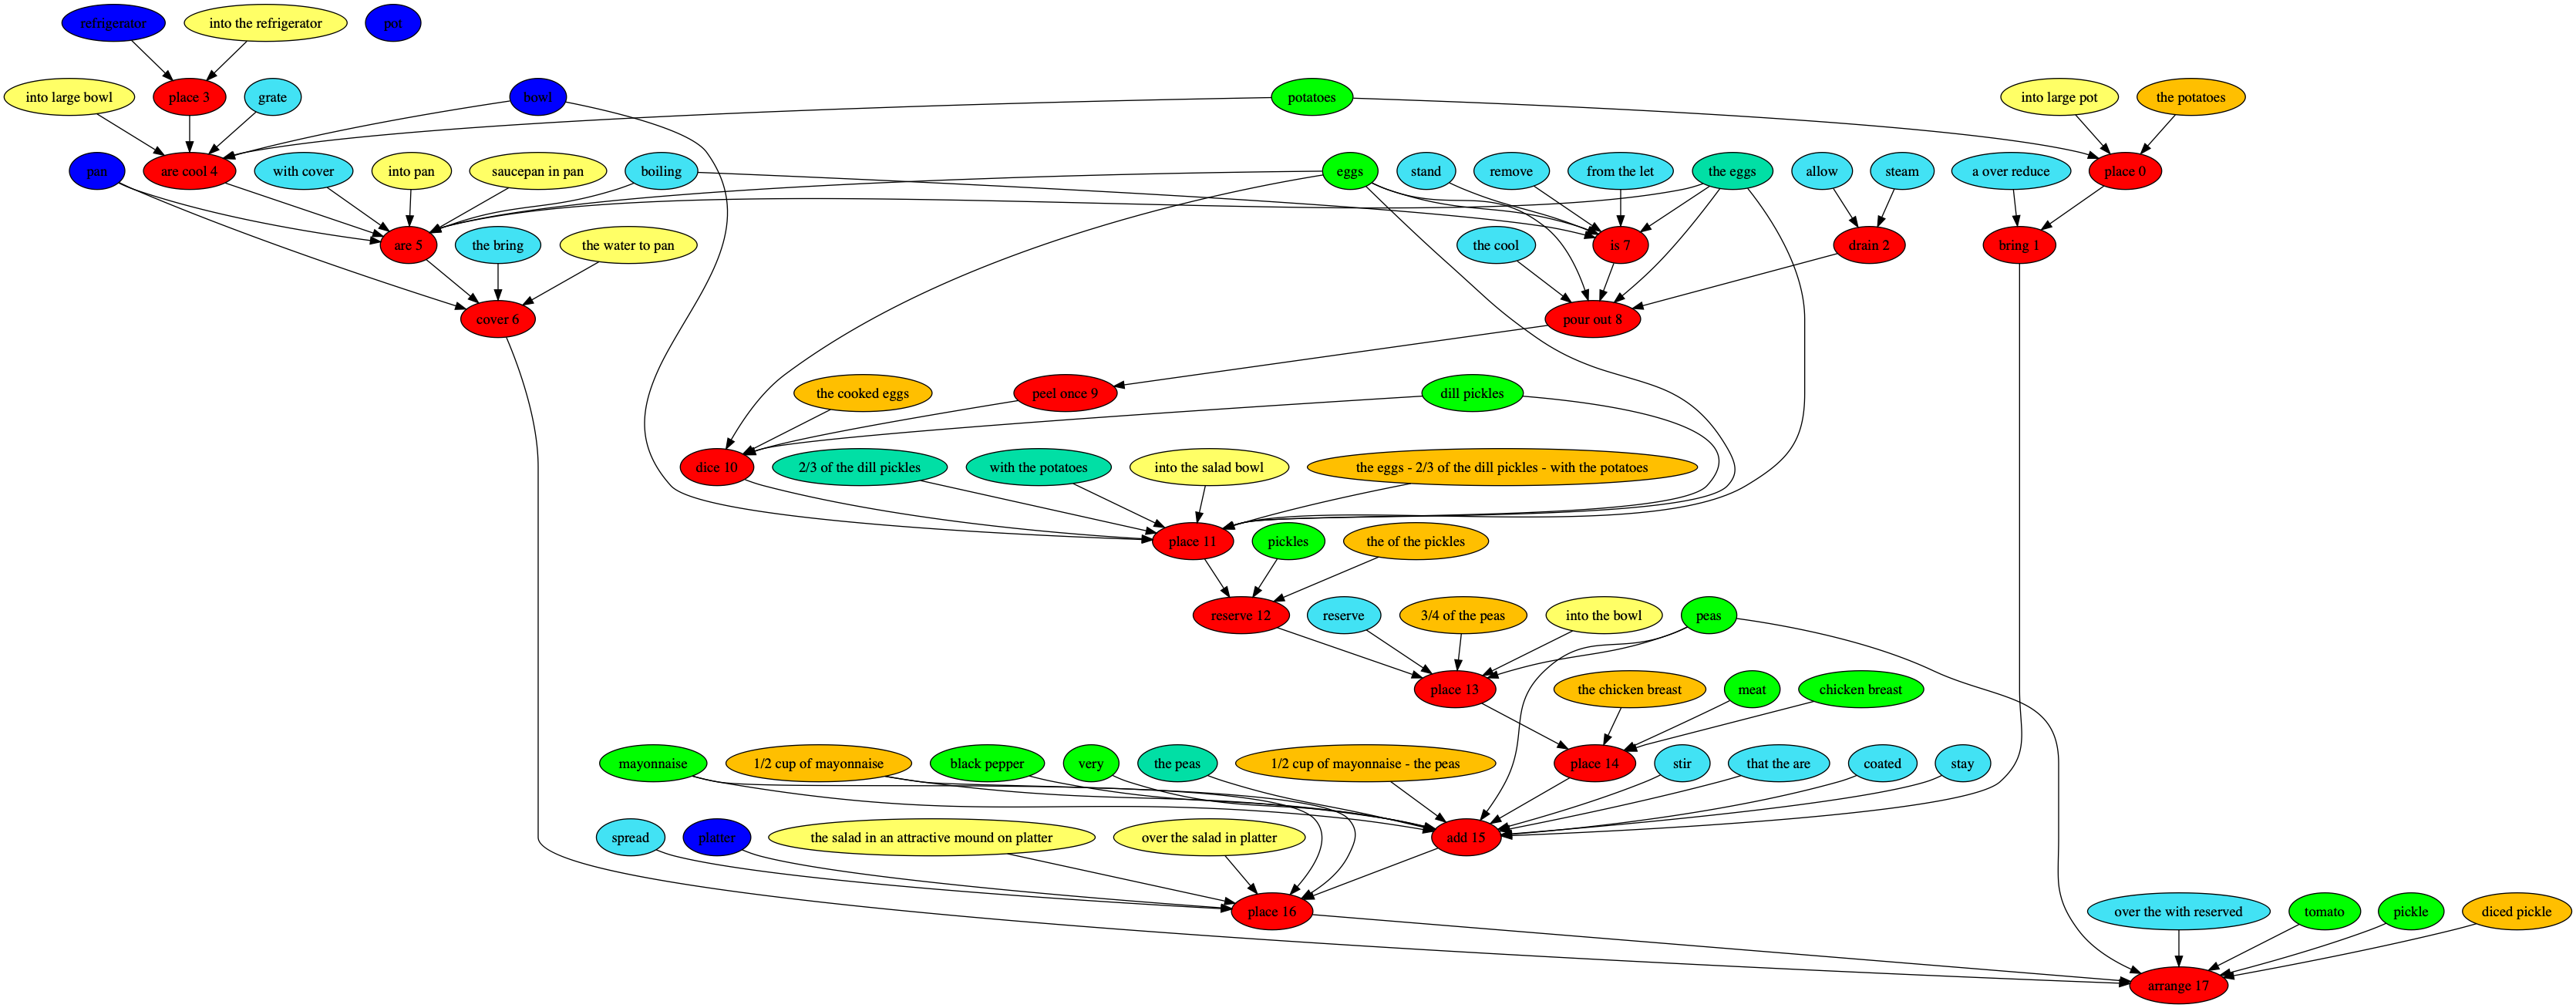 refrigerator
into the refrigerator
pot
into large bowl
place 3
grate
bowl
potatoes
into large pot
the potatoes
pan
are cool 4
with cover
into pan
saucepan in pan
boiling
eggs
stand
remove
from the let
the eggs
allow
steam
a over reduce
place 0
are 5
the bring
the water to pan
the cool
is 7
drain 2
bring 1
cover 6
pour out 8
the cooked eggs
peel once 9
dill pickles
dice 10
2/3 of the dill pickles
with the potatoes
into the salad bowl
the eggs - 2/3 of the dill pickles - with the potatoes
place 11
pickles
the of the pickles
reserve 12
reserve
3/4 of the peas
into the bowl
peas
place 13
the chicken breast
meat
chicken breast
mayonnaise
1/2 cup of mayonnaise
black pepper
very
the peas
1/2 cup of mayonnaise - the peas
place 14
stir
that the are
coated
stay
spread
platter
the salad in an attractive mound on platter
over the salad in platter
add 15
place 16
over the with reserved
tomato
pickle
diced pickle
arrange 17